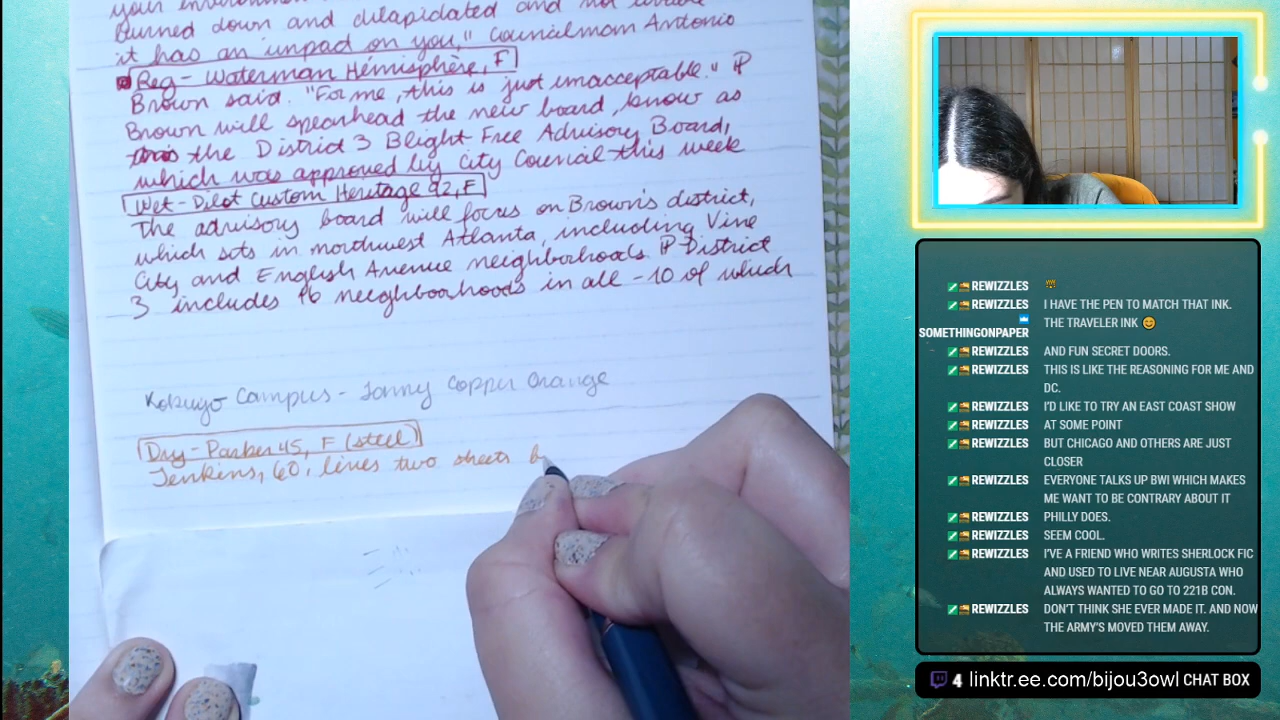 your environment
burned down and dilapidated and not livable
it has an impact on you," Councilman Antonio
Reg - Waterman Hémisphère, F
Brown said. "For me, this is just unacceptable." ¶
Brown will spearhead the new board, know as
the District 3 Blight Free Advisory Board,
which was approved by City Council this week
Wet - Pilot Custom Heritage 92, F
The advisory board will focus on Brown's district,
which sits in northwest Atlanta, including Vine
City and English Avenue neighborhoods. ¶ District
3 includes 16 neighboorhoods in all - 10 of which
Kobuyo Campus - Tommy Copper Orange
Dry - Parker 45, F (steel)
Jenkins, 60, lives two streets b
REWIZZLES
REWIZZLES I HAVE THE PEN TO MATCH THAT INK.
SOMETHINGONPAPER THE TRAVELER INK 😊
REWIZZLES AND FUN SECRET DOORS.
REWIZZLES THIS IS LIKE THE REASONING FOR ME AND
DC.
REWIZZLES I'D LIKE TO TRY AN EAST COAST SHOW
REWIZZLES AT SOME POINT
REWIZZLES BUT CHICAGO AND OTHERS ARE JUST
CLOSER
REWIZZLES EVERYONE TALKS UP BWI WHICH MAKES
ME WANT TO BE CONTRARY ABOUT IT
REWIZZLES PHILLY DOES.
REWIZZLES SEEM COOL.
REWIZZLES I'VE A FRIEND WHO WRITES SHERLOCK FIC
AND USED TO LIVE NEAR AUGUSTA WHO
ALWAYS WANTED TO GO TO 221B CON.
REWIZZLES DON'T THINK SHE EVER MADE IT. AND NOW
THE ARMY'S MOVED THEM AWAY.
4 linktr.ee.com/bijou3owl CHAT BOX